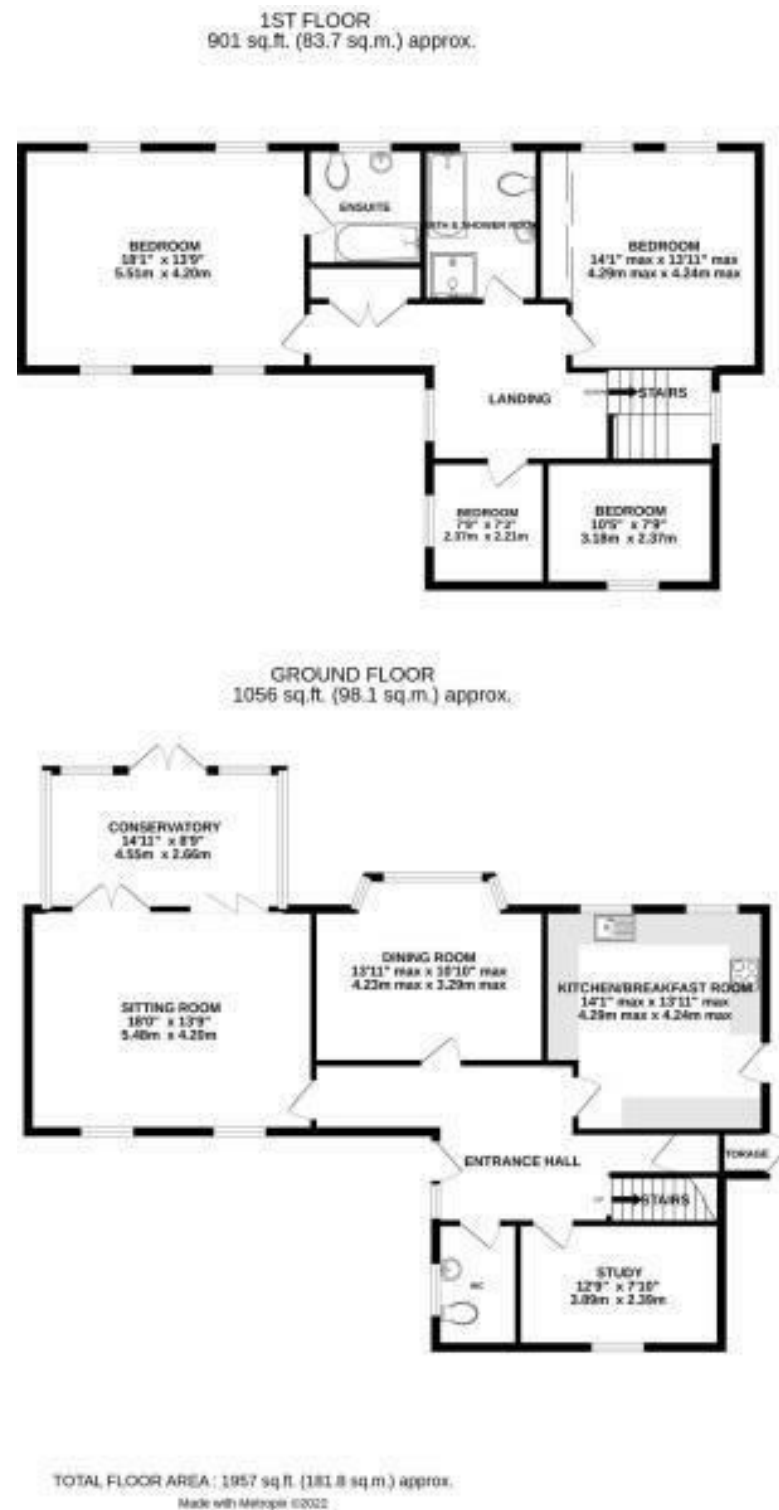 1ST FLOOR
901 sq.ft. (83.7 sq.m.) approx.
ENSUITE
BATH & SHOWER ROOM
BEDROOM
18'1" x 13'9"
5.51m x 4.20m
BEDROOM
14'1" max x 13'11" max
4.29m max x 4.24m max
LANDING
STAIRS
BEDROOM
7'9" x 7'3"
2.37m x 2.21m
BEDROOM
10'5" x 7'9"
3.18m x 2.37m
GROUND FLOOR
1056 sq.ft. (98.1 sq.m.) approx.
CONSERVATORY
14'11" x 8'9"
4.55m x 2.66m
DINING ROOM
13'11" max x 10'10" max
4.23m max x 3.29m max
KITCHEN/BREAKFAST ROOM
14'1" max x 13'11" max
4.29m max x 4.24m max
SITTING ROOM
18'0" x 13'9"
5.48m x 4.20m
ENTRANCE HALL
TORAGE
UP
STAIRS
WC
STUDY
12'9" x 7'10"
3.89m x 2.39m
TOTAL FLOOR AREA : 1957 sq.ft. (181.8 sq.m.) approx.
Made with Metropix ©2022